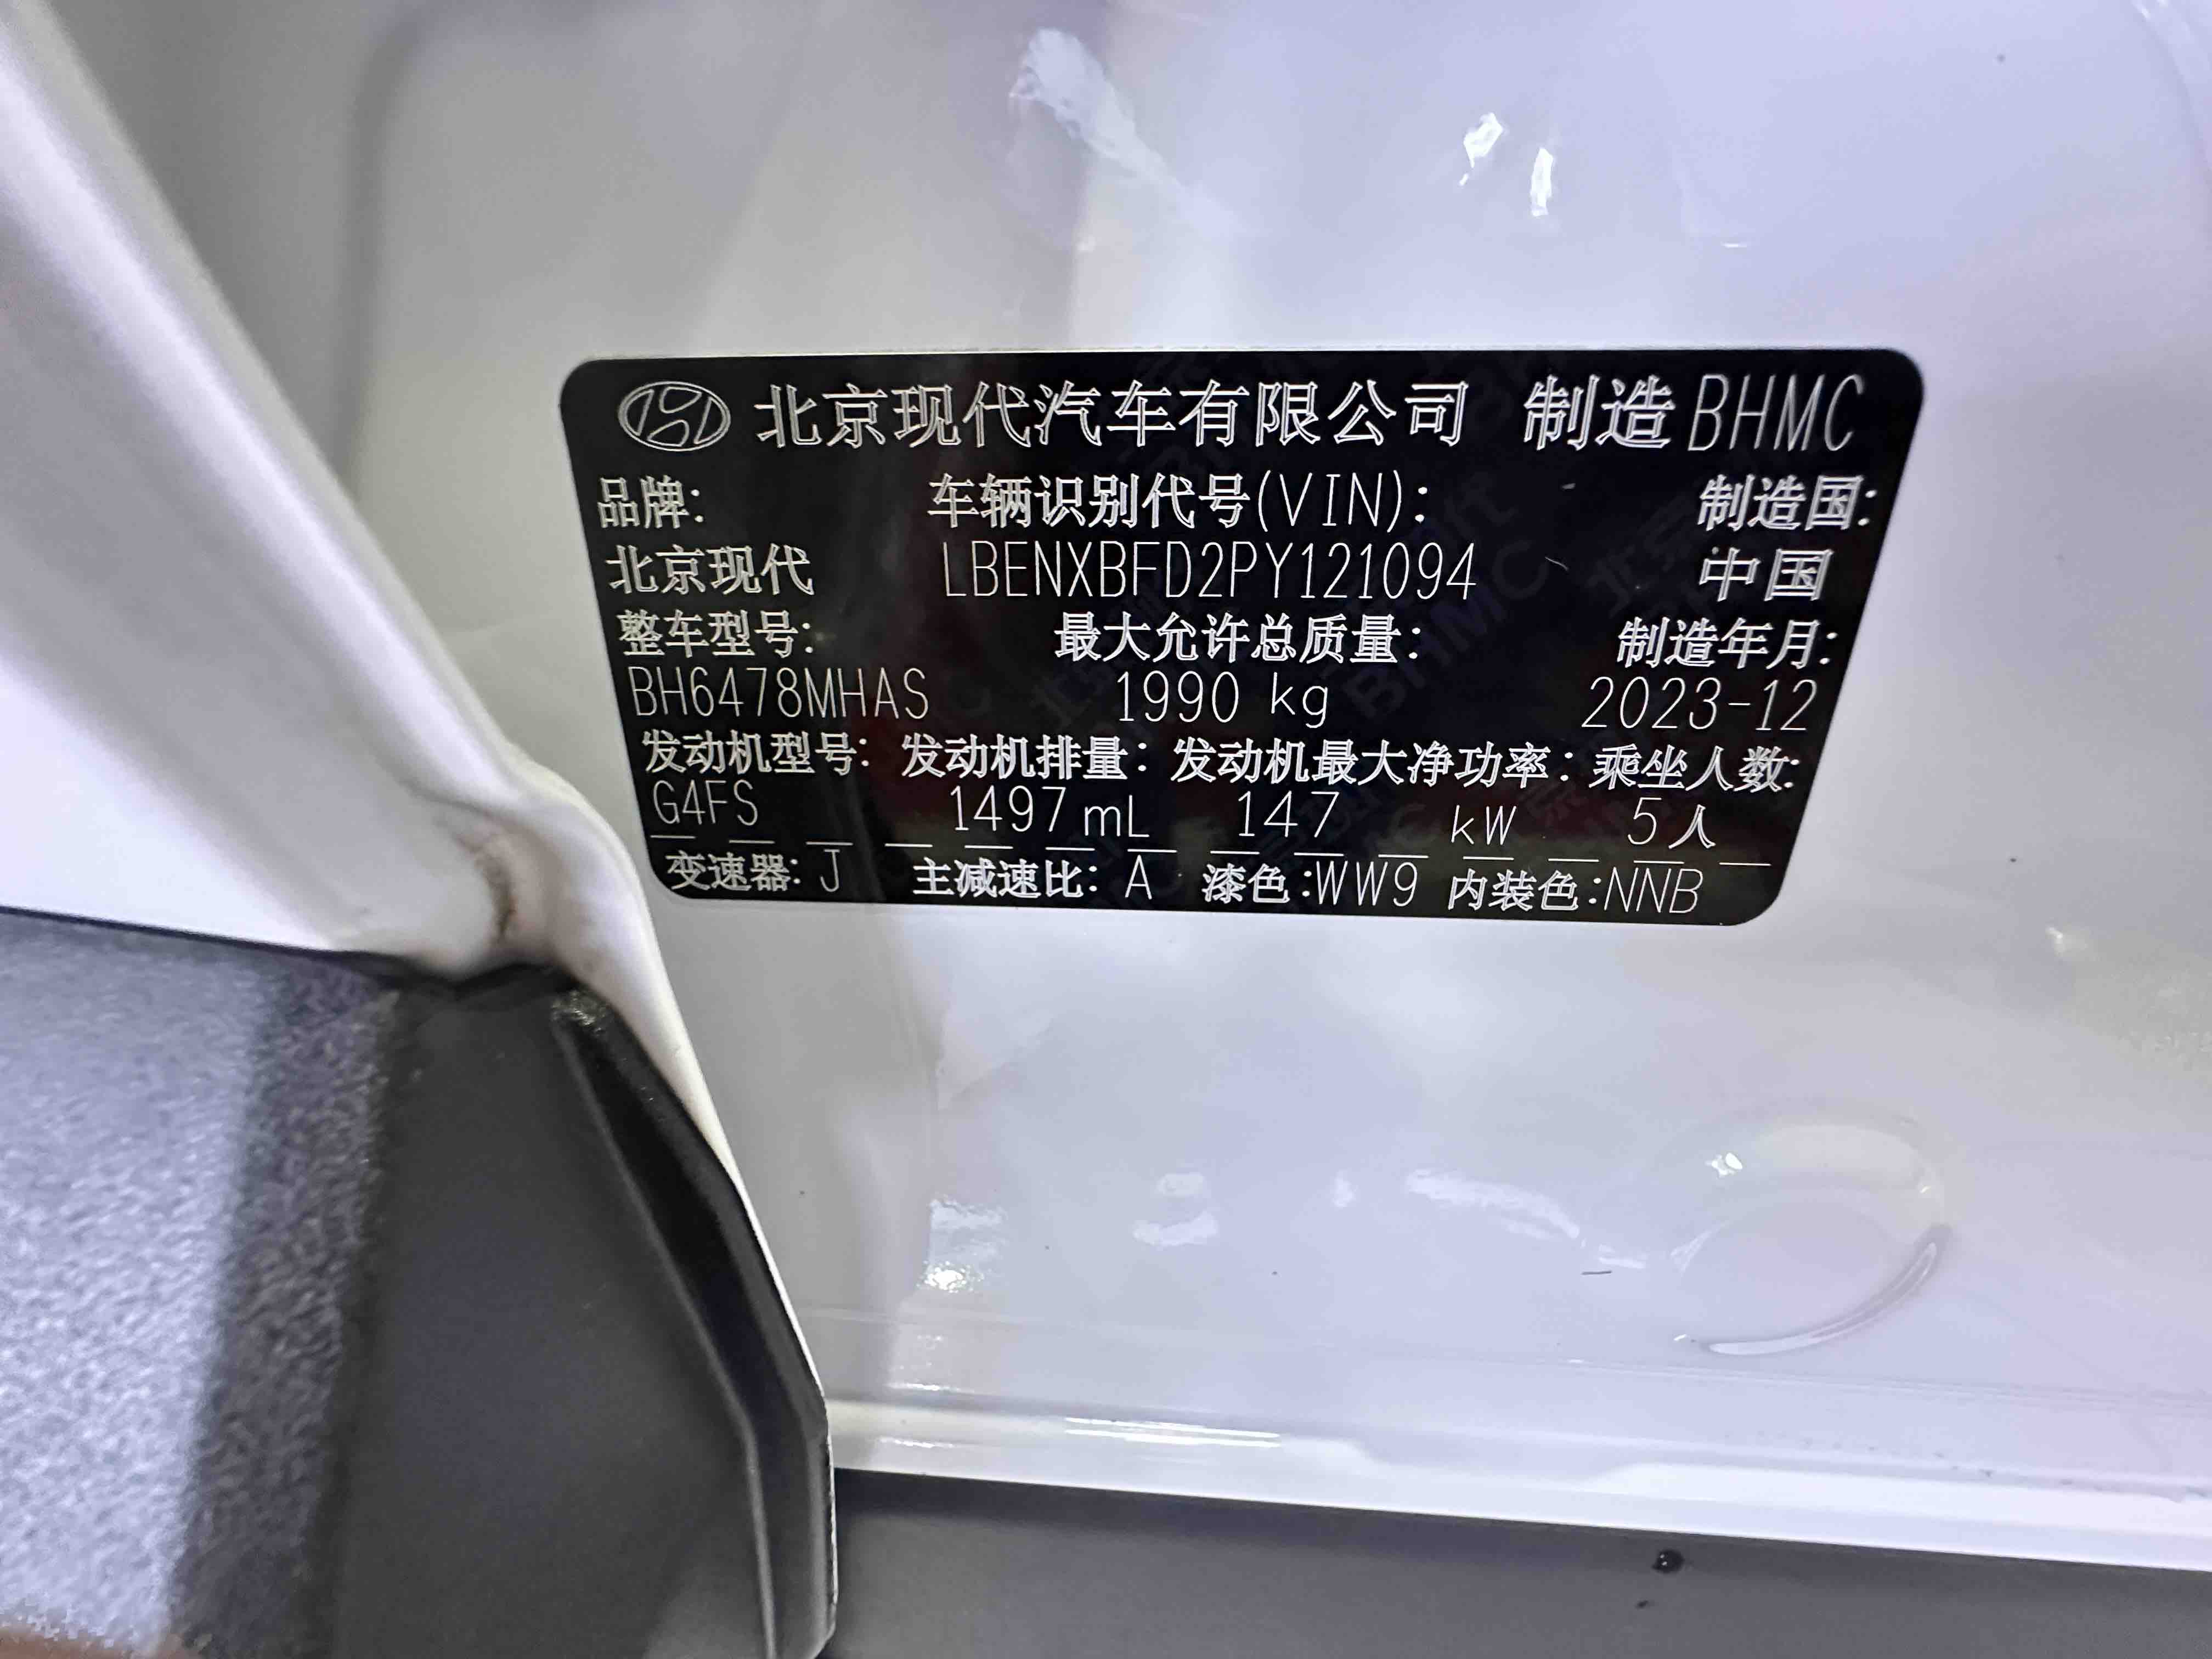 北京现代汽车有限公司 制造 BHMC
品牌: 车辆识别代号(VIN): 制造国:
北京现代 LBENXBFD2PY121094 中国
整车型号: 最大允许总质量: 制造年月:
BH6478MHAS 1990 kg 2023-12
发动机型号: 发动机排量: 发动机最大净功率: 乘坐人数:
G4FS 1497 mL 147 kW 5人
变速器: J 主减速比: A 漆色:WW9 内装色:NNB